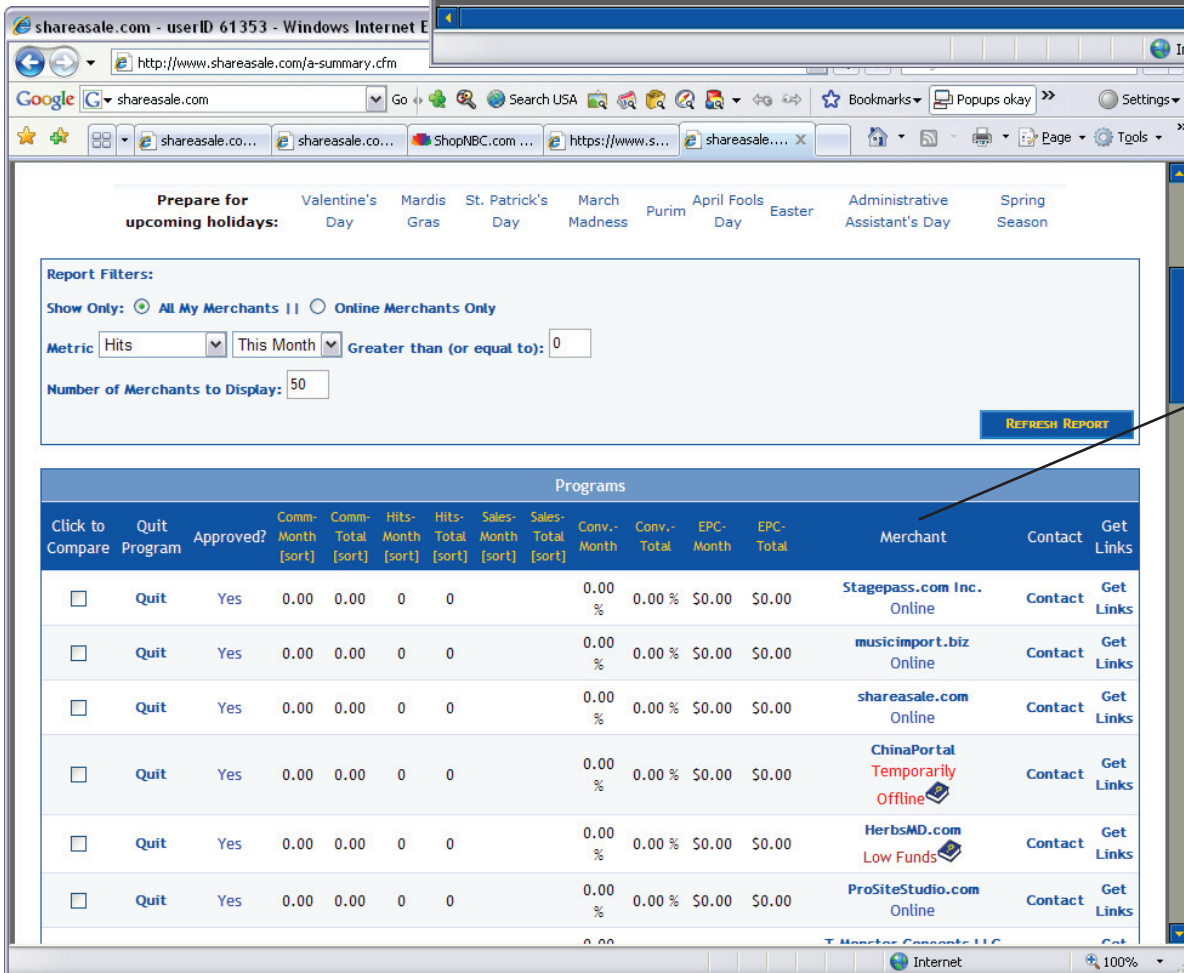 shareasale.com - userID 61353 - Windows Internet E
http://www.shareasale.com/a-summary.cfm
Google G shareasale.com Go Search USA Bookmarks Popups okay >> Settings
shareasale.co... shareasale.co... ShopNBC.com ... https://www.s... shareasale.... X Page Tools
Prepare for upcoming holidays: Valentine's Day Mardis Gras St. Patrick's Day March Madness Purim April Fools Day Easter Administrative Assistant's Day Spring Season
Report Filters:
Show Only: All My Merchants || Online Merchants Only
Metric Hits This Month Greater than (or equal to): 0
Number of Merchants to Display: 50
REFRESH REPORT
Programs
Click to Compare Quit Program Approved? Comm-Month [sort] Comm-Total [sort] Hits-Month [sort] Hits-Total [sort] Sales-Month [sort] Sales-Total [sort] Conv.-Month Conv.-Total EPC-Month EPC-Total Merchant Contact Get Links
Quit Yes 0.00 0.00 0 0 0.00 % 0.00 % $0.00 $0.00 Stagepass.com Inc. Online Contact Get Links
Quit Yes 0.00 0.00 0 0 0.00 % 0.00 % $0.00 $0.00 musicimport.biz Online Contact Get Links
Quit Yes 0.00 0.00 0 0 0.00 % 0.00 % $0.00 $0.00 shareasale.com Online Contact Get Links
Quit Yes 0.00 0.00 0 0 0.00 % 0.00 % $0.00 $0.00 ChinaPortal Temporarily Offline Contact Get Links
Quit Yes 0.00 0.00 0 0 0.00 % 0.00 % $0.00 $0.00 HerbsMD.com Low Funds Contact Get Links
Quit Yes 0.00 0.00 0 0 0.00 % 0.00 % $0.00 $0.00 ProSiteStudio.com Online Contact Get Links
Internet 100%